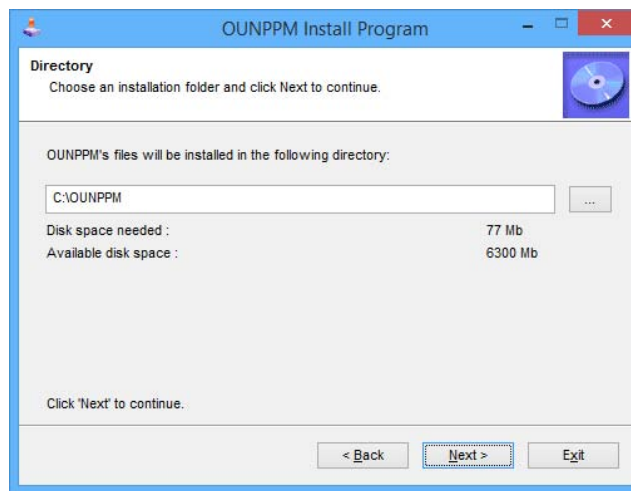 OUNPPM Install Program
Directory
Choose an installation folder and click Next to continue.
OUNPPM's files will be installed in the following directory:
C:\OUNPPM
...
Disk space needed : 77 Mb
Available disk space : 6300 Mb
Click 'Next' to continue.
< Back Next > Exit